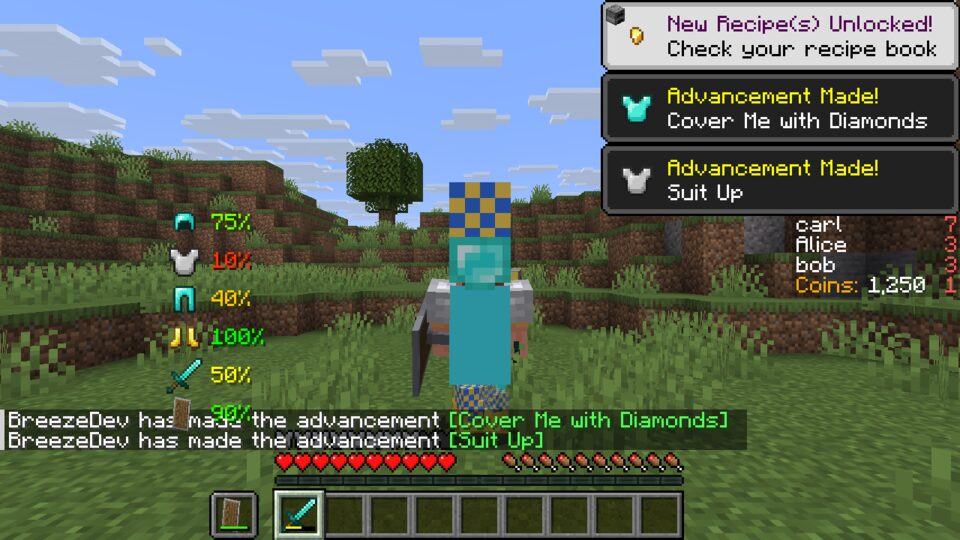 New Recipe(s) Unlocked!
Check your recipe book
Advancement Made!
Cover Me with Diamonds
Advancement Made!
Suit Up
carl 7
Alice 3
bob 3
Coins: 1,250 1
75%
10%
40%
100%
50%
90%
BreezeDev has made the advancement [Cover Me with Diamonds]
BreezeDev has made the advancement [Suit Up]